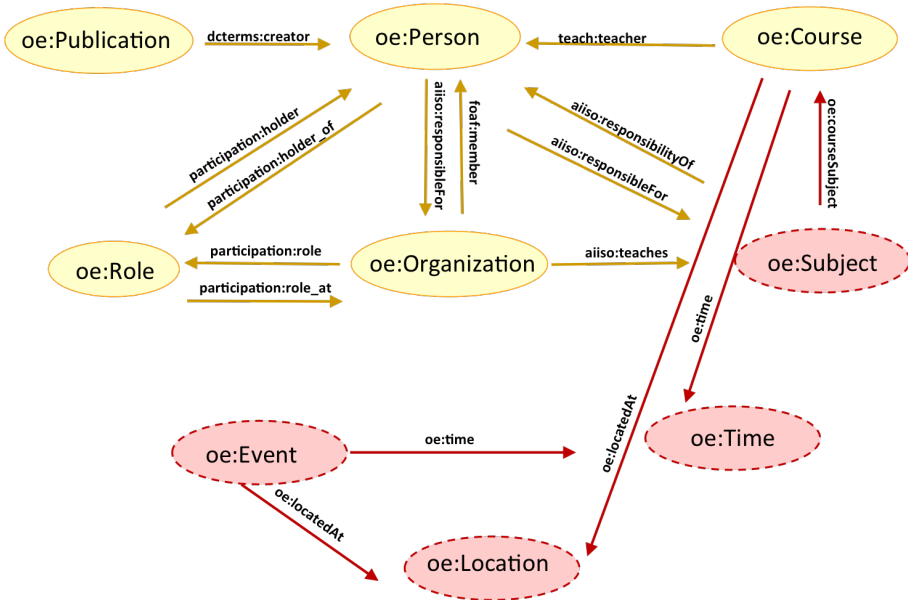 oe:Publication
dcterms:creator
oe:Person
teach:teacher
oe:Course
participation:holder
participation:holder_of
aiiso:responsibleFor
foaf:member
aiiso:responsibilityOf
aiiso:responsibleFor
oe:courseSubject
oe:Role
participation:role
participation:role_at
oe:Organization
aiiso:teaches
oe:Subject
oe:time
oe:locatedAt
oe:Event
oe:time
oe:Time
oe:locatedAt
oe:Location